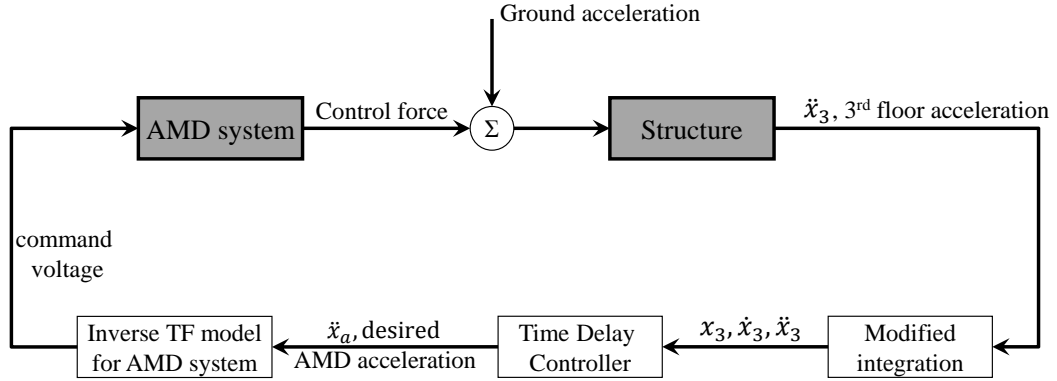 Ground acceleration
AMD system
Control force
Σ
Structure
ẍ₃, 3ʳᵈ floor acceleration
command
voltage
Inverse TF model
for AMD system
ẍₐ, desired
AMD acceleration
Time Delay
Controller
x₃, ẋ₃, ẍ₃
Modified
integration